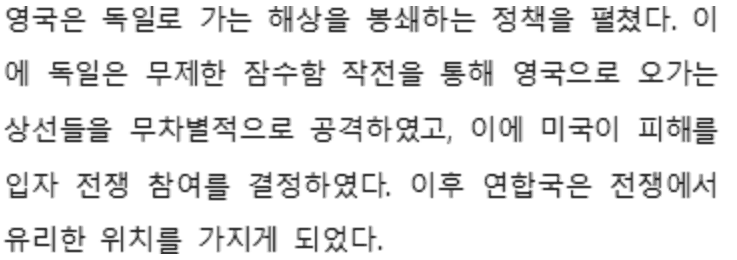 영국은 독일로 가는 해상을 봉쇄하는 정책을 펼쳤다. 이
에 독일은 무제한 잠수함 작전을 통해 영국으로 오가는
상선들을 무차별적으로 공격하였고, 이에 미국이 피해를
입자 전쟁 참여를 결정하였다. 이후 연합국은 전쟁에서
유리한 위치를 가지게 되었다.